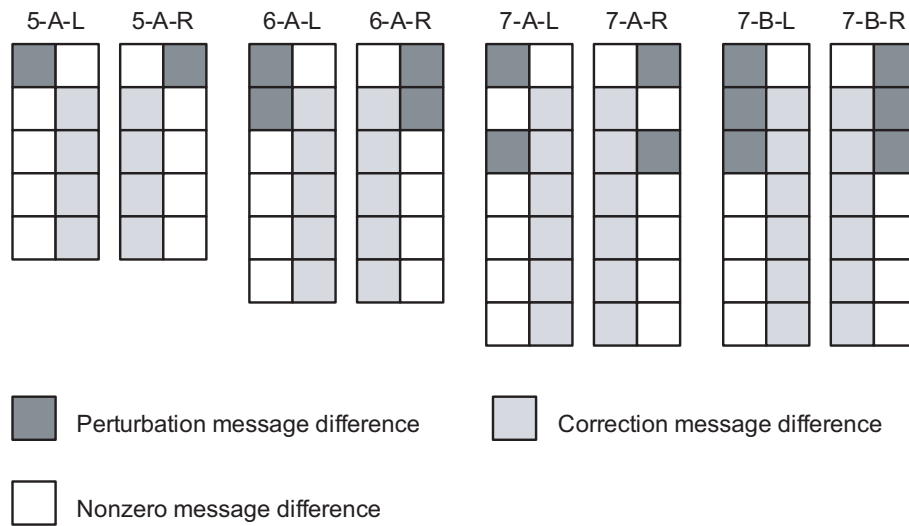 5-A-L 5-A-R 6-A-L 6-A-R 7-A-L 7-A-R 7-B-L 7-B-R
Perturbation message difference Correction message difference
Nonzero message difference